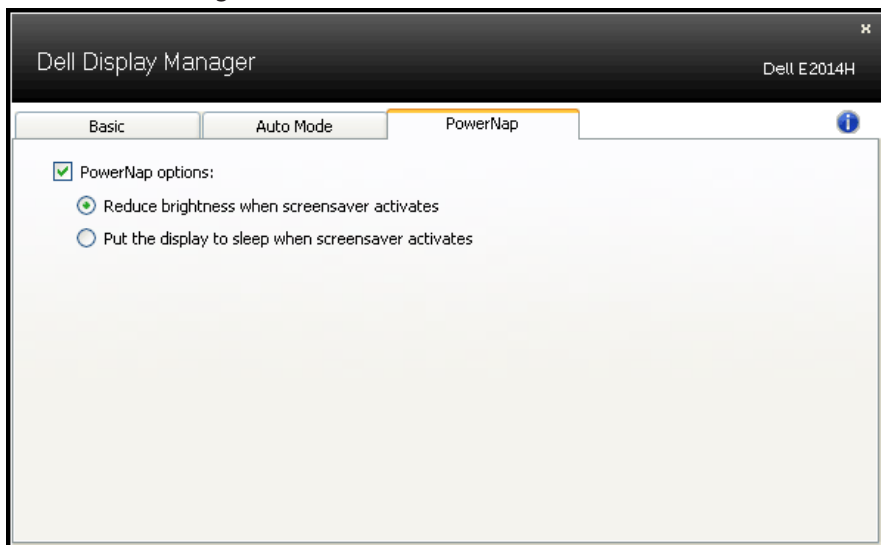 x
Dell Display Manager
Dell E2014H
Basic
Auto Mode
PowerNap
i
PowerNap options:
Reduce brightness when screensaver activates
Put the display to sleep when screensaver activates